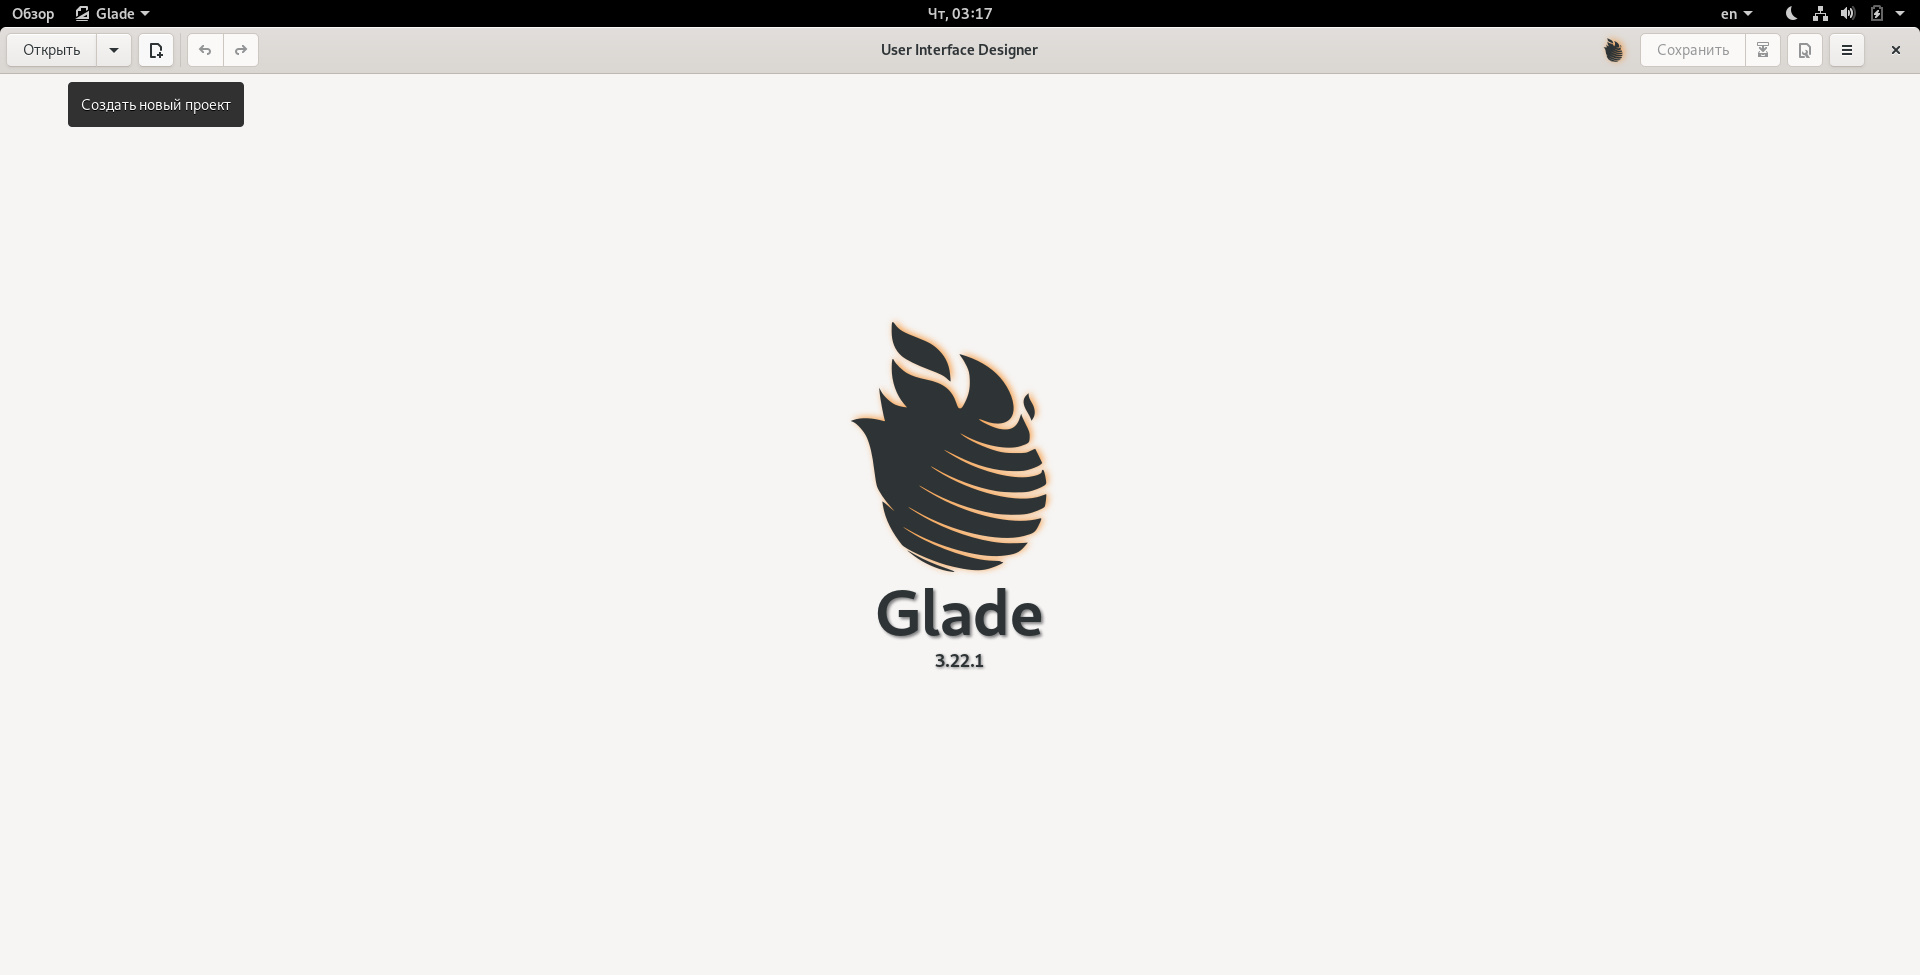 Обзор Glade Чт, 03:17 en
Открыть User Interface Designer Сохранить
Создать новый проект
Glade
3.22.1